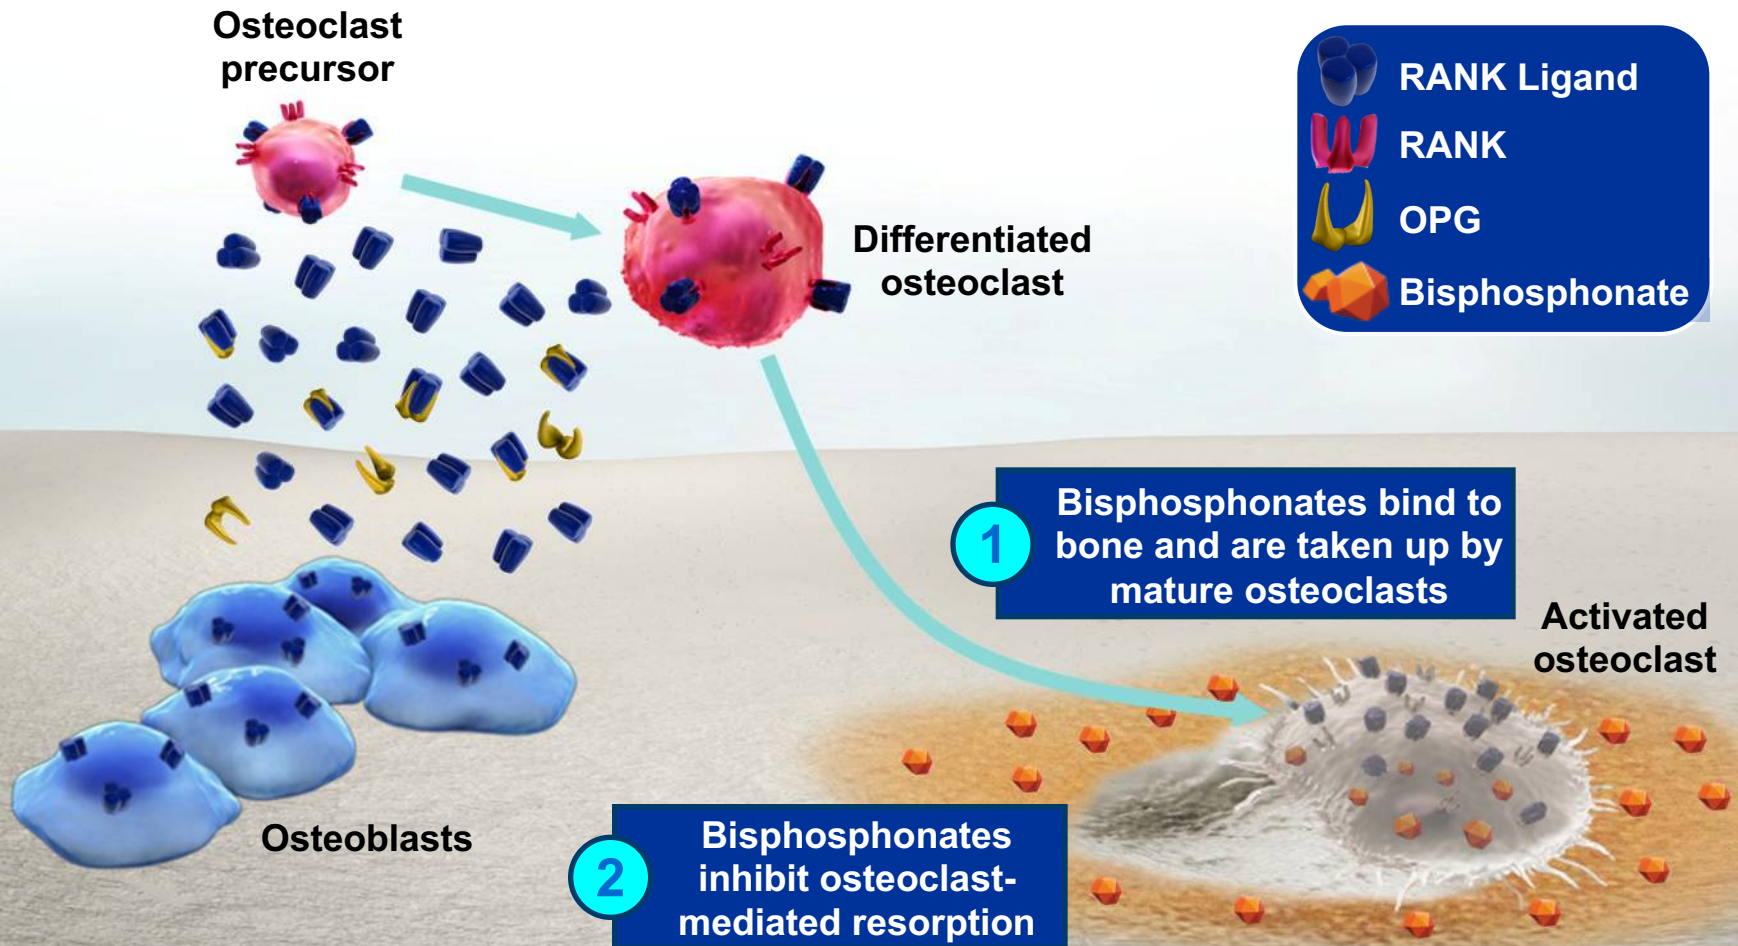 Osteoclast
precursor
RANK Ligand
RANK
OPG
Bisphosphonate
Differentiated
osteoclast
1
Bisphosphonates bind to
bone and are taken up by
mature osteoclasts
Activated
osteoclast
Osteoblasts
2
Bisphosphonates
inhibit osteoclast-
mediated resorption